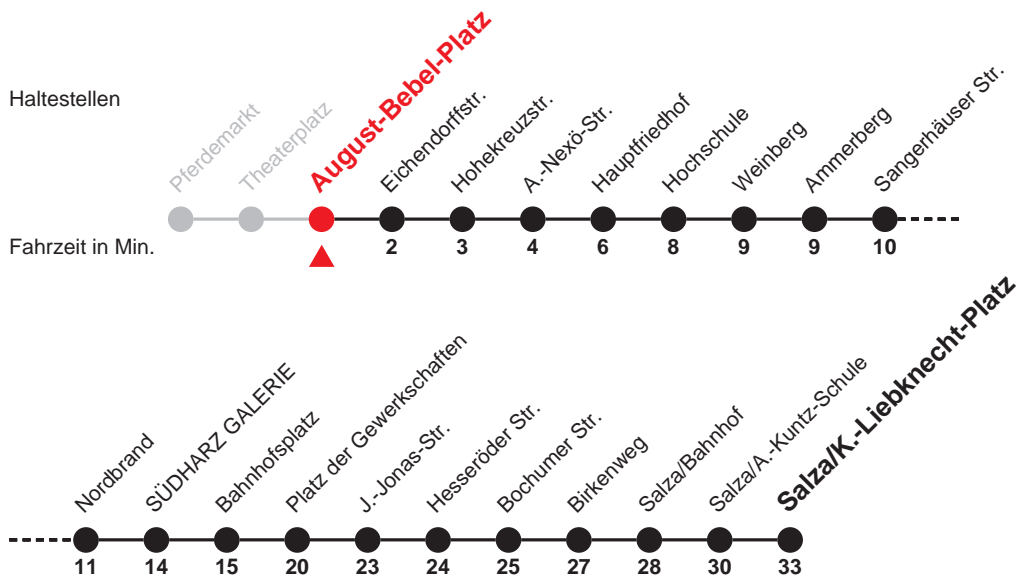 Haltestellen
Pferdemarkt
Theaterplatz
August-Bebel-Platz
Eichendorffstr.
Hohekreuzstr.
A.-Nexö-Str.
Hauptfriedhof
Hochschule
Weinberg
Ammerberg
Sangerhäuser Str.
Fahrzeit in Min.
2 3 4 6 8 9 9 10
Nordbrand
SÜDHARZ GALERIE
Bahnhofsplatz
Platz der Gewerkschaften
J.-Jonas-Str.
Hesseröder Str.
Bochumer Str.
Birkenweg
Salza/Bahnhof
Salza/A.-Kuntz-Schule
Salza/K.-Liebknecht-Platz
11 14 15 20 23 24 25 27 28 30 33